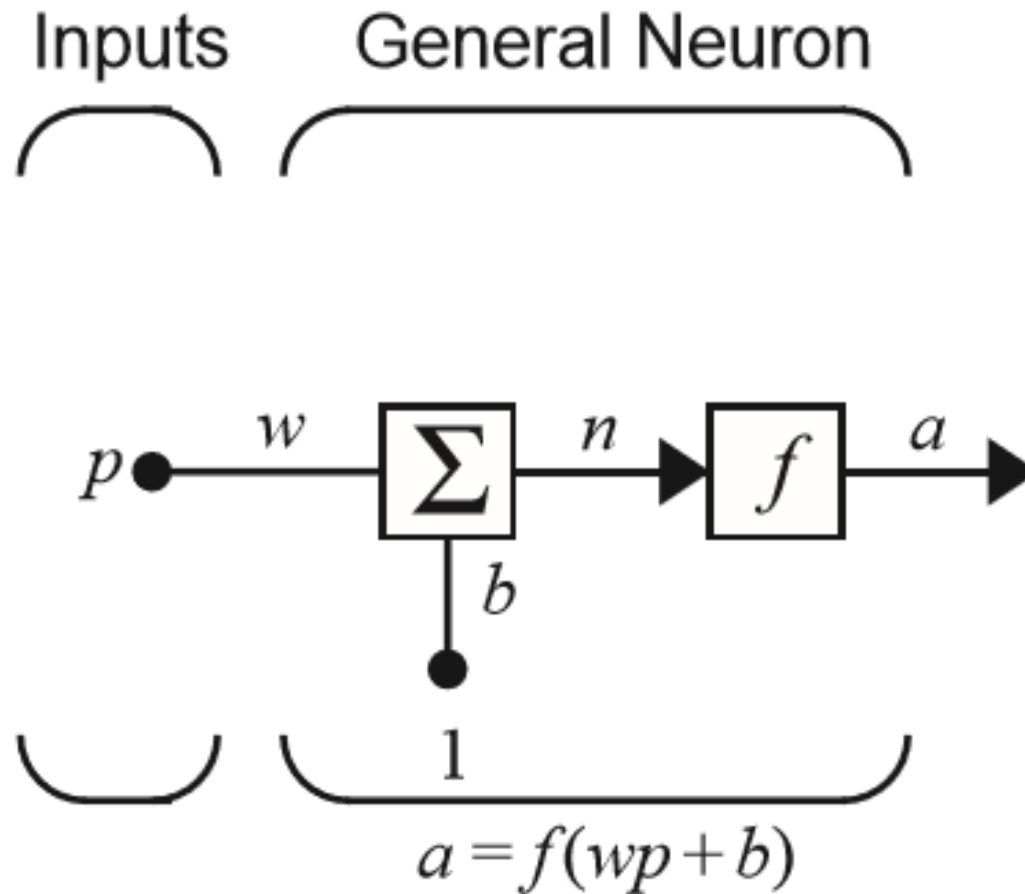 Inputs General Neuron
p w Σ n f a
b
1
a = f(wp + b)